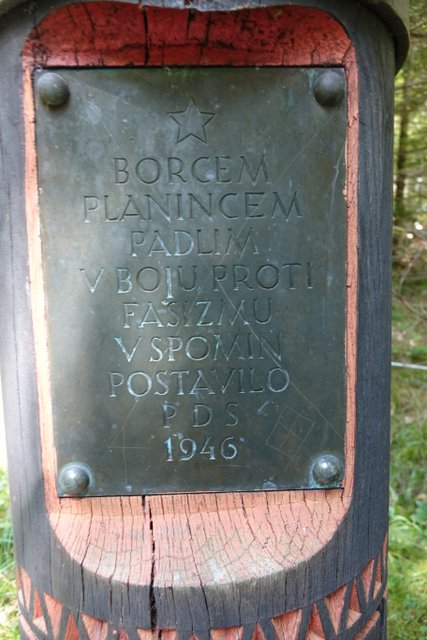 BORCEM
PLANINCEM
PADLIM
V BOJU PROTI
FAŠIZMU
V SPOMIN
POSTAVILO
P D S
1946